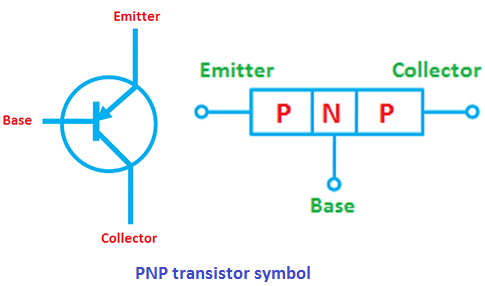 Emitter
Base
Collector
Emitter
Collector
P N P
Base
PNP transistor symbol